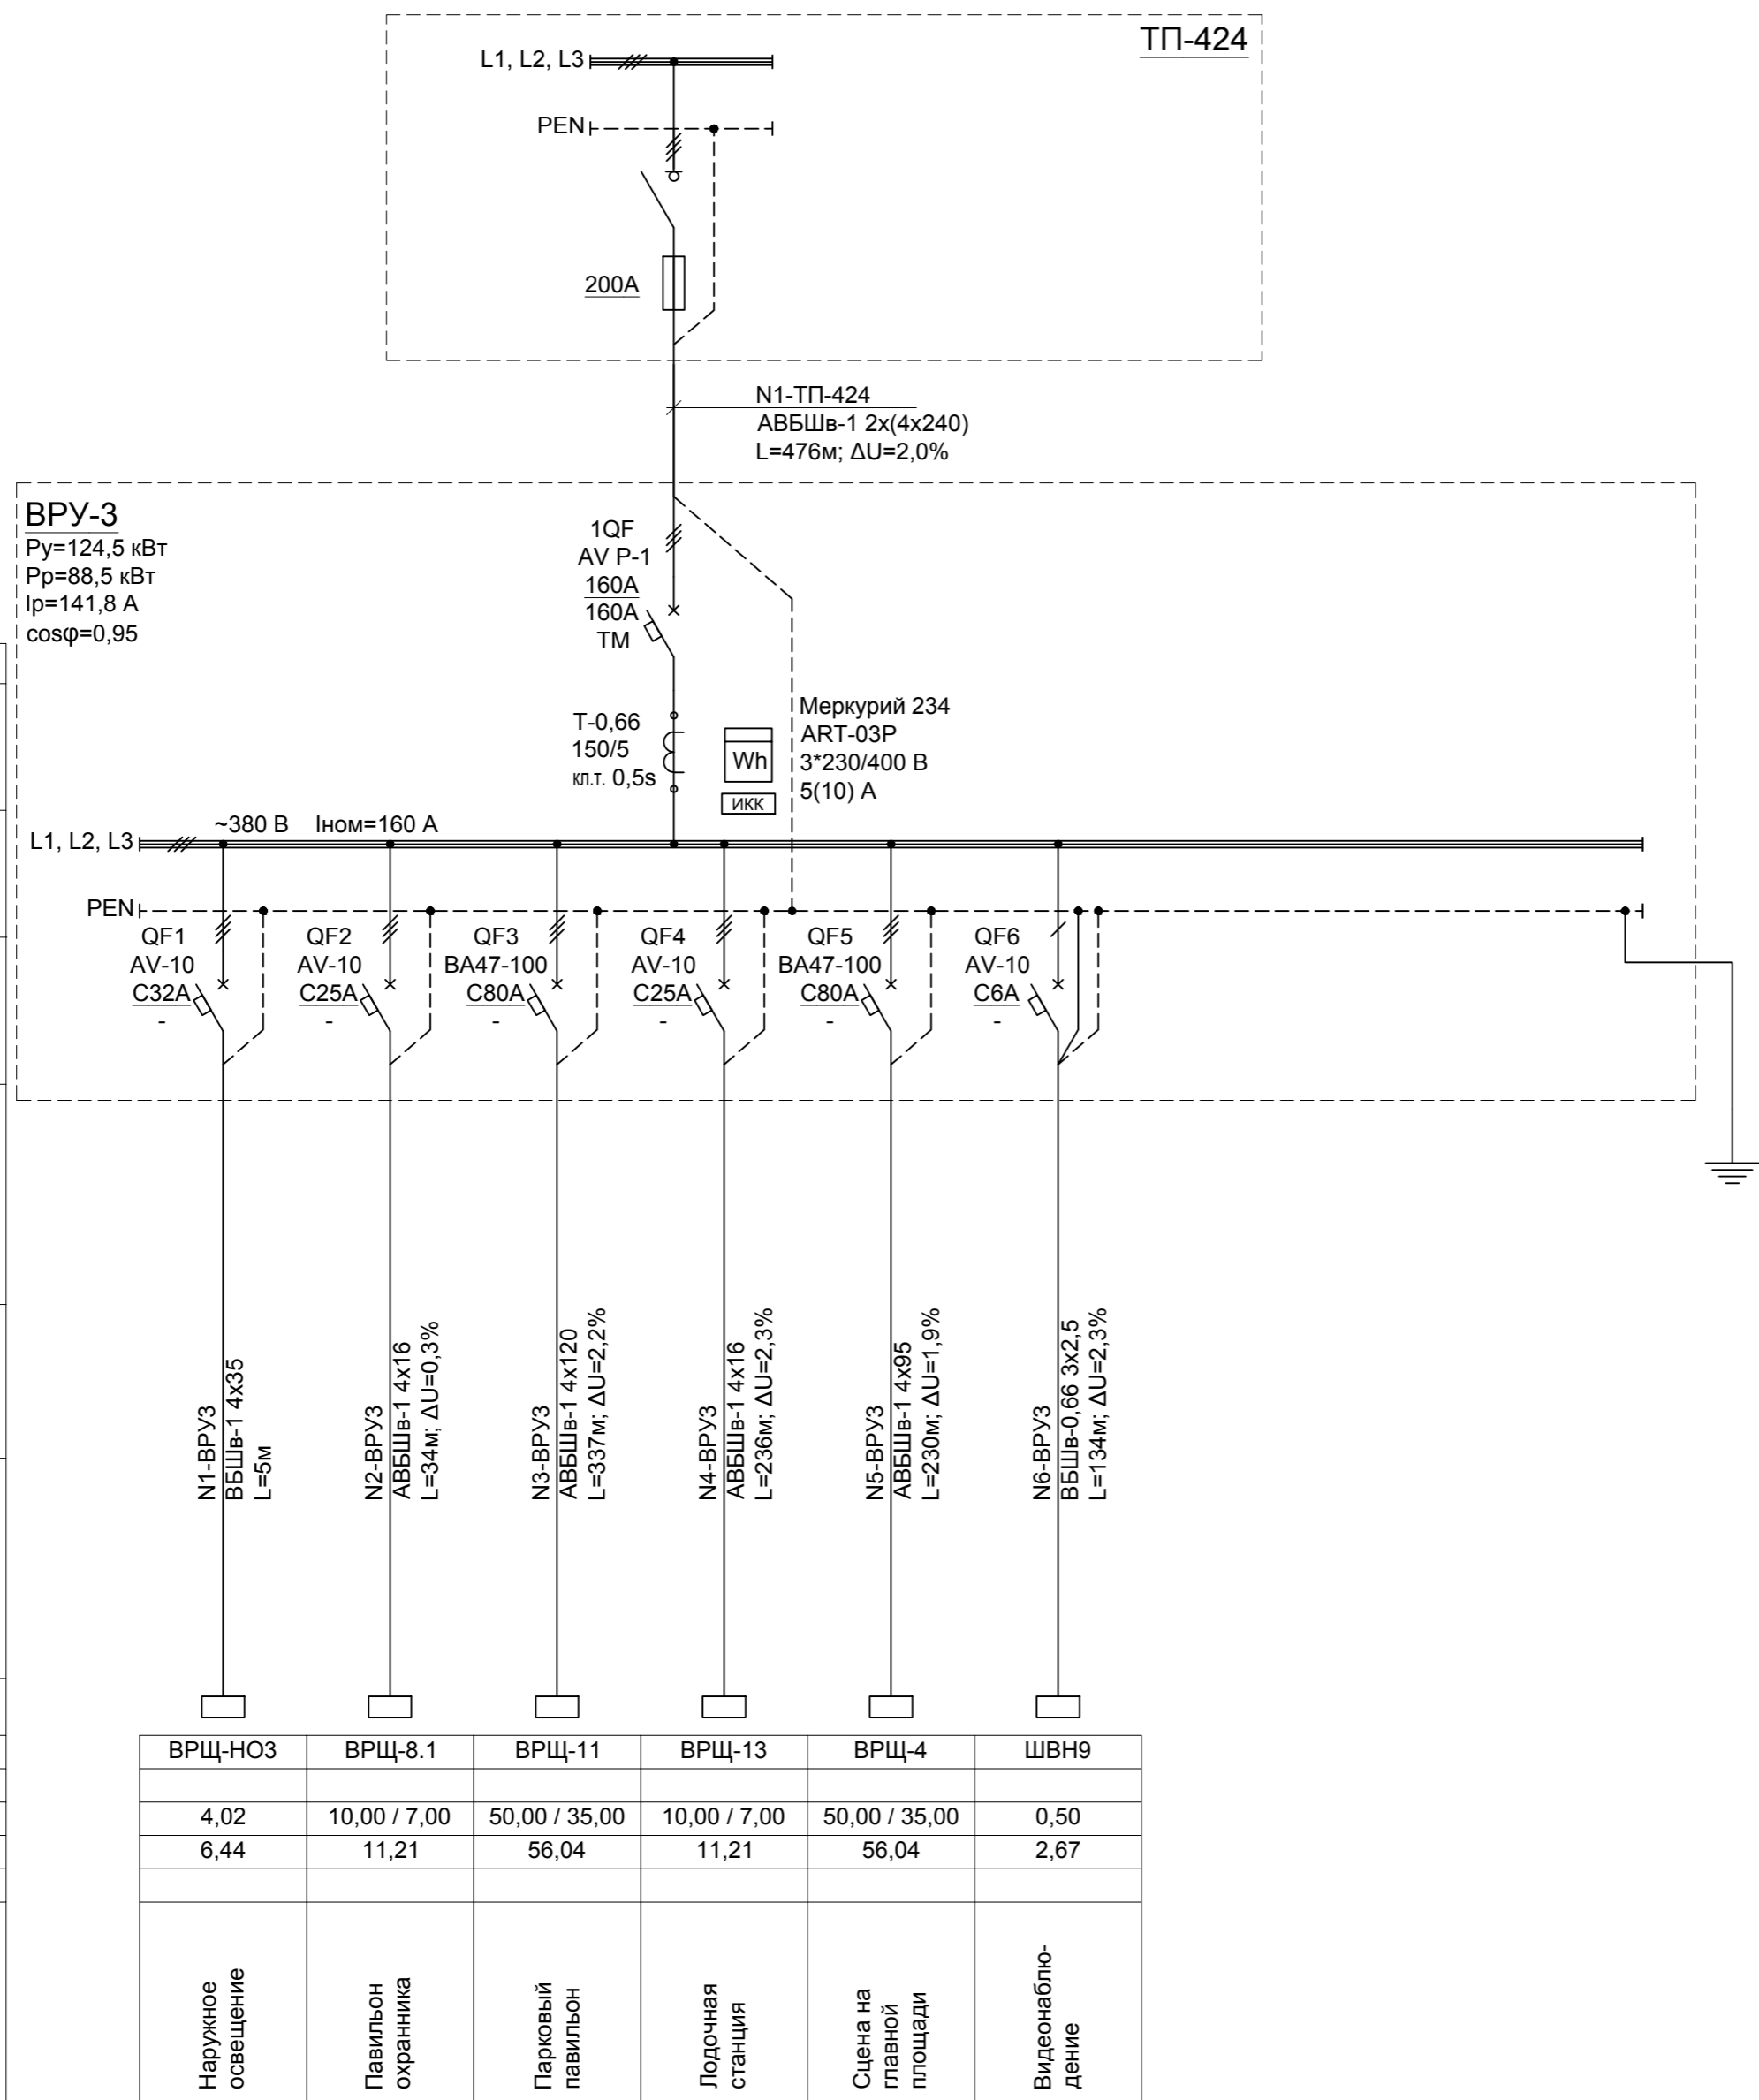 ТП-424
L1, L2, L3
PEN
200А
N1-ТП-424
АВБШв-1 2х(4х240)
L=476м; ΔU=2,0%
ВРУ-3
Ру=124,5 кВт
Рр=88,5 кВт
Iр=141,8 А
cosφ=0,95
1QF
AV P-1
160А
160А
ТМ
Т-0,66
150/5
кл.т. 0,5s
Wh
ИКК
Меркурий 234
ART-03P
3*230/400 В
5(10) А
~380 В Iном=160 А
L1, L2, L3
PEN
QF1
AV-10
C32A
-
QF2
AV-10
C25A
-
QF3
ВА47-100
C80A
-
QF4
AV-10
C25A
-
QF5
ВА47-100
C80A
-
QF6
AV-10
C6A
-
N1-ВРУ3
ВБШв-1 4х35
L=5м
N2-ВРУ3
АВБШв-1 4х16
L=34м; ΔU=0,3%
N3-ВРУ3
АВБШв-1 4х120
L=337м; ΔU=2,2%
N4-ВРУ3
АВБШв-1 4х16
L=236м; ΔU=2,3%
N5-ВРУ3
АВБШв-1 4х95
L=230м; ΔU=1,9%
N6-ВРУ3
ВБШв-0,66 3х2,5
L=134м; ΔU=2,3%
ВРЩ-НО3 ВРЩ-8.1 ВРЩ-11 ВРЩ-13 ВРЩ-4 ШВН9
4,02 10,00 / 7,00 50,00 / 35,00 10,00 / 7,00 50,00 / 35,00 0,50
6,44 11,21 56,04 11,21 56,04 2,67
Наружное
освещение
Павильон
охранника
Парковый
павильон
Лодочная
станция
Сцена на
главной
площади
Видеонаблю-
дение